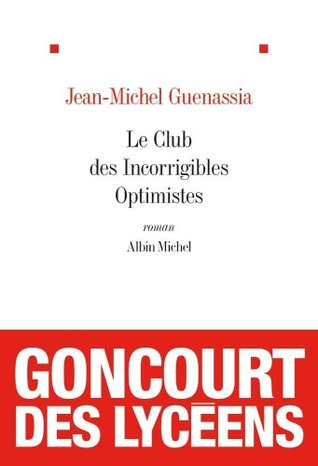 Jean-Michel Guenassia
Le Club
des Incorrigibles
Optimistes
roman
Albin Michel
GONCOURT
DES LYCÉENS